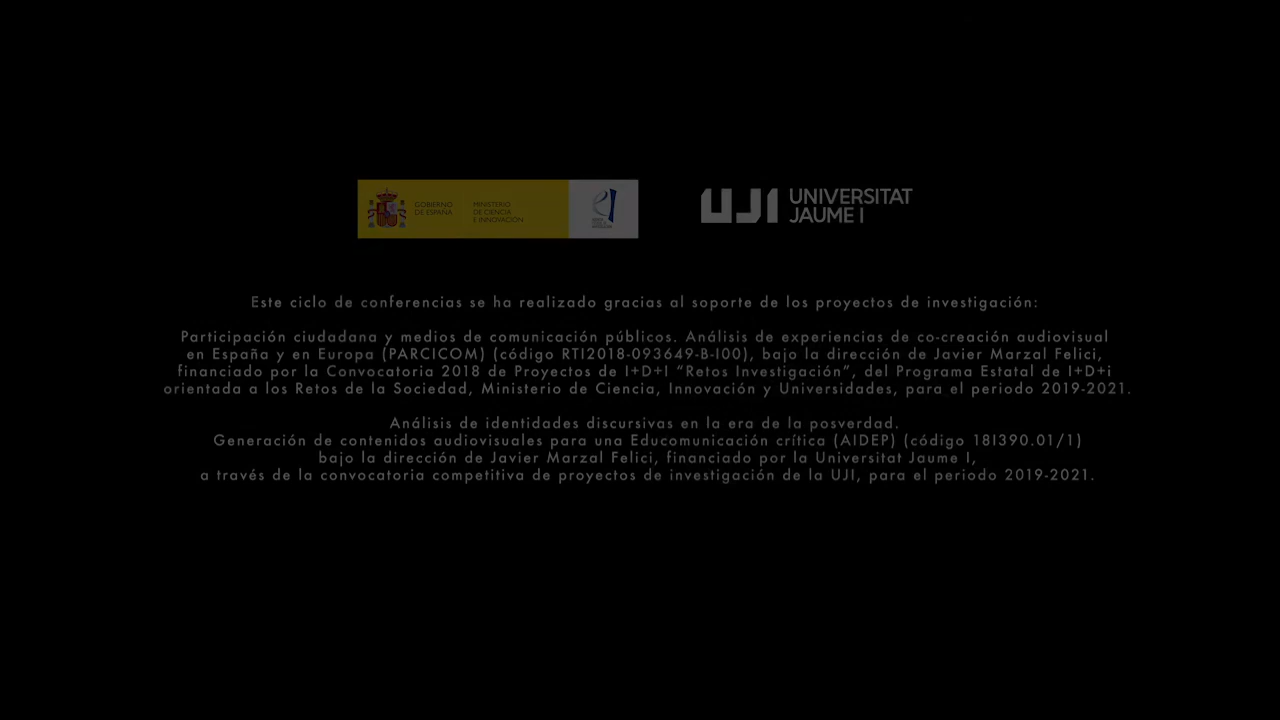 GOBIERNO
DE ESPAÑA
MINISTERIO
DE CIENCIA
E INNOVACIÓN
UJI UNIVERSITAT
JAUME I
Este ciclo de conferencias se ha realizado gracias al soporte de los proyectos de investigación:
Participación ciudadana y medios de comunicación públicos. Análisis de experiencias de co-creación audiovisual
en España y en Europa (PARCICOM) (código RTI2018-093649-B-I00), bajo la dirección de Javier Marzal Felici,
financiado por la Convocatoria 2018 de Proyectos de I+D+I “Retos Investigación”, del Programa Estatal de I+D+i
orientada a los Retos de la Sociedad, Ministerio de Ciencia, Innovación y Universidades, para el periodo 2019-2021.
Análisis de identidades discursivas en la era de la posverdad.
Generación de contenidos audiovisuales para una Educomunicación crítica (AIDEP) (código 18I390.01/1)
bajo la dirección de Javier Marzal Felici, financiado por la Universitat Jaume I,
a través de la convocatoria competitiva de proyectos de investigación de la UJI, para el periodo 2019-2021.